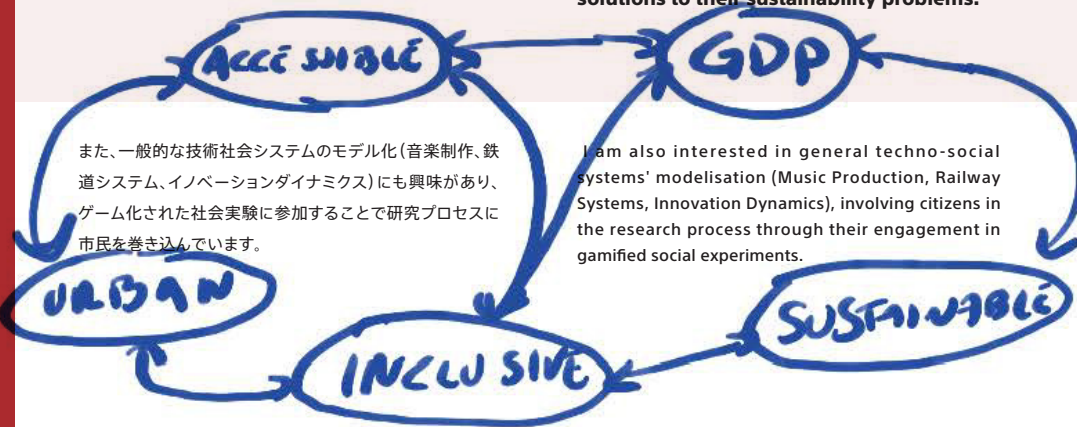 solutions to their sustainability problems.
ACCESSIBLE
GDP
また、一般的な技術社会システムのモデル化(音楽制作、鉄
道システム、イノベーションダイナミクス)にも興味があり、
ゲーム化された社会実験に参加することで研究プロセスに
市民を巻き込んでいます。
I am also interested in general techno-social
systems' modelisation (Music Production, Railway
Systems, Innovation Dynamics), involving citizens in
the research process through their engagement in
gamified social experiments.
URBAN
INCLUSIVE
SUSTAINABLE